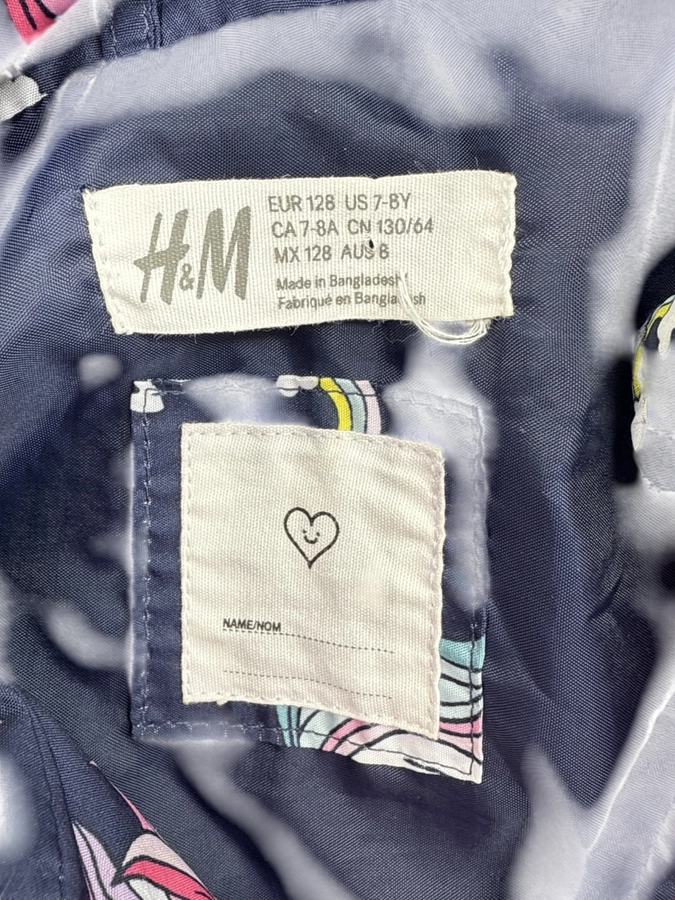 H&M
EUR 128 US 7-8Y
CA 7-8A CN 130/64
MX 128 AUS 8
Made in Bangladesh
Fabriqué en Bangladesh
NAME/NOM